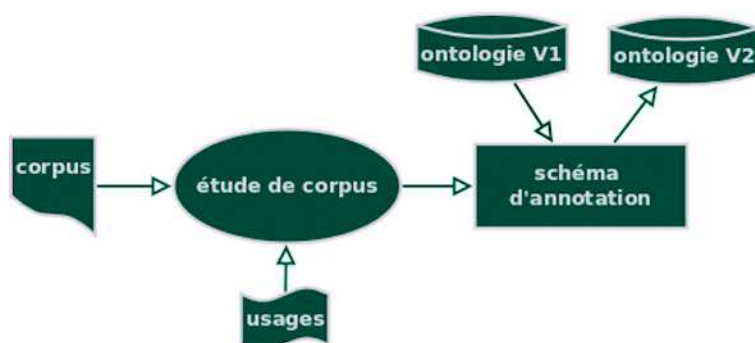 ontologie V1
ontologie V2
corpus
étude de corpus
schéma
d'annotation
usages